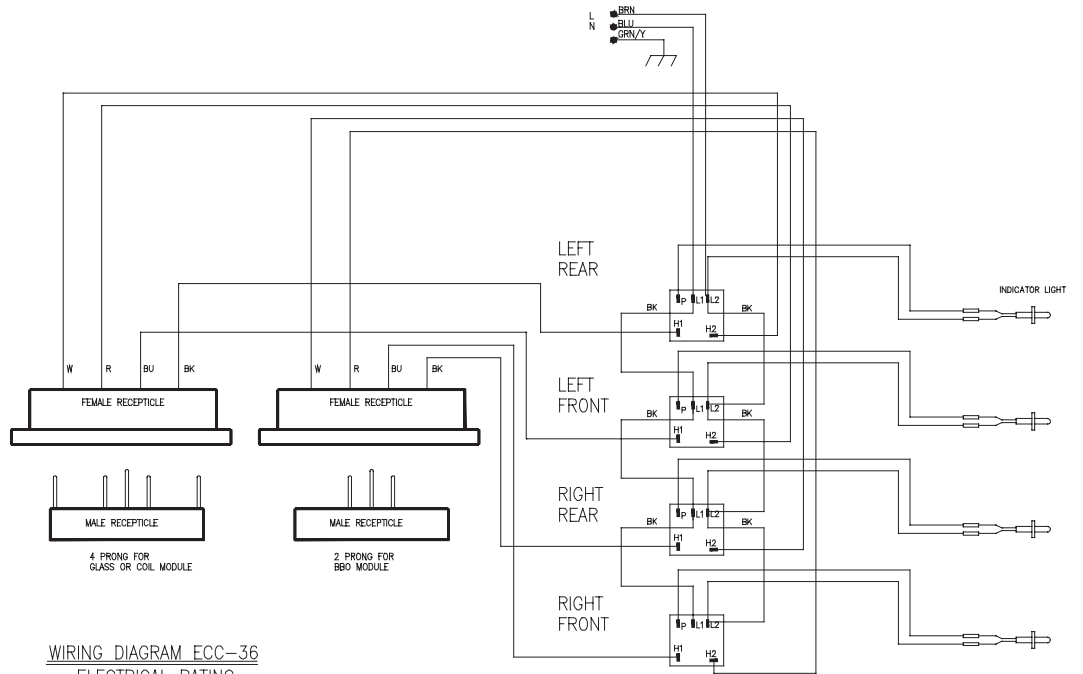 BRN
L
BLU
N
GRN/Y
LEFT
REAR
P L1 L2
BK
BK
H1
H2
INDICATOR LIGHT
W
R
BU
BK
FEMALE RECEPTICLE
W
R
BU
BK
FEMALE RECEPTICLE
LEFT
FRONT
P L1 L2
BK
BK
H1
H2
MALE RECEPTICLE
4 PRONG FOR
GLASS OR COIL MODULE
MALE RECEPTICLE
2 PRONG FOR
BBO MODULE
RIGHT
REAR
P L1 L2
BK
BK
H1
H2
RIGHT
FRONT
P L1 L2
H1
H2
WIRING DIAGRAM ECC-36
ELECTRICAL RATING